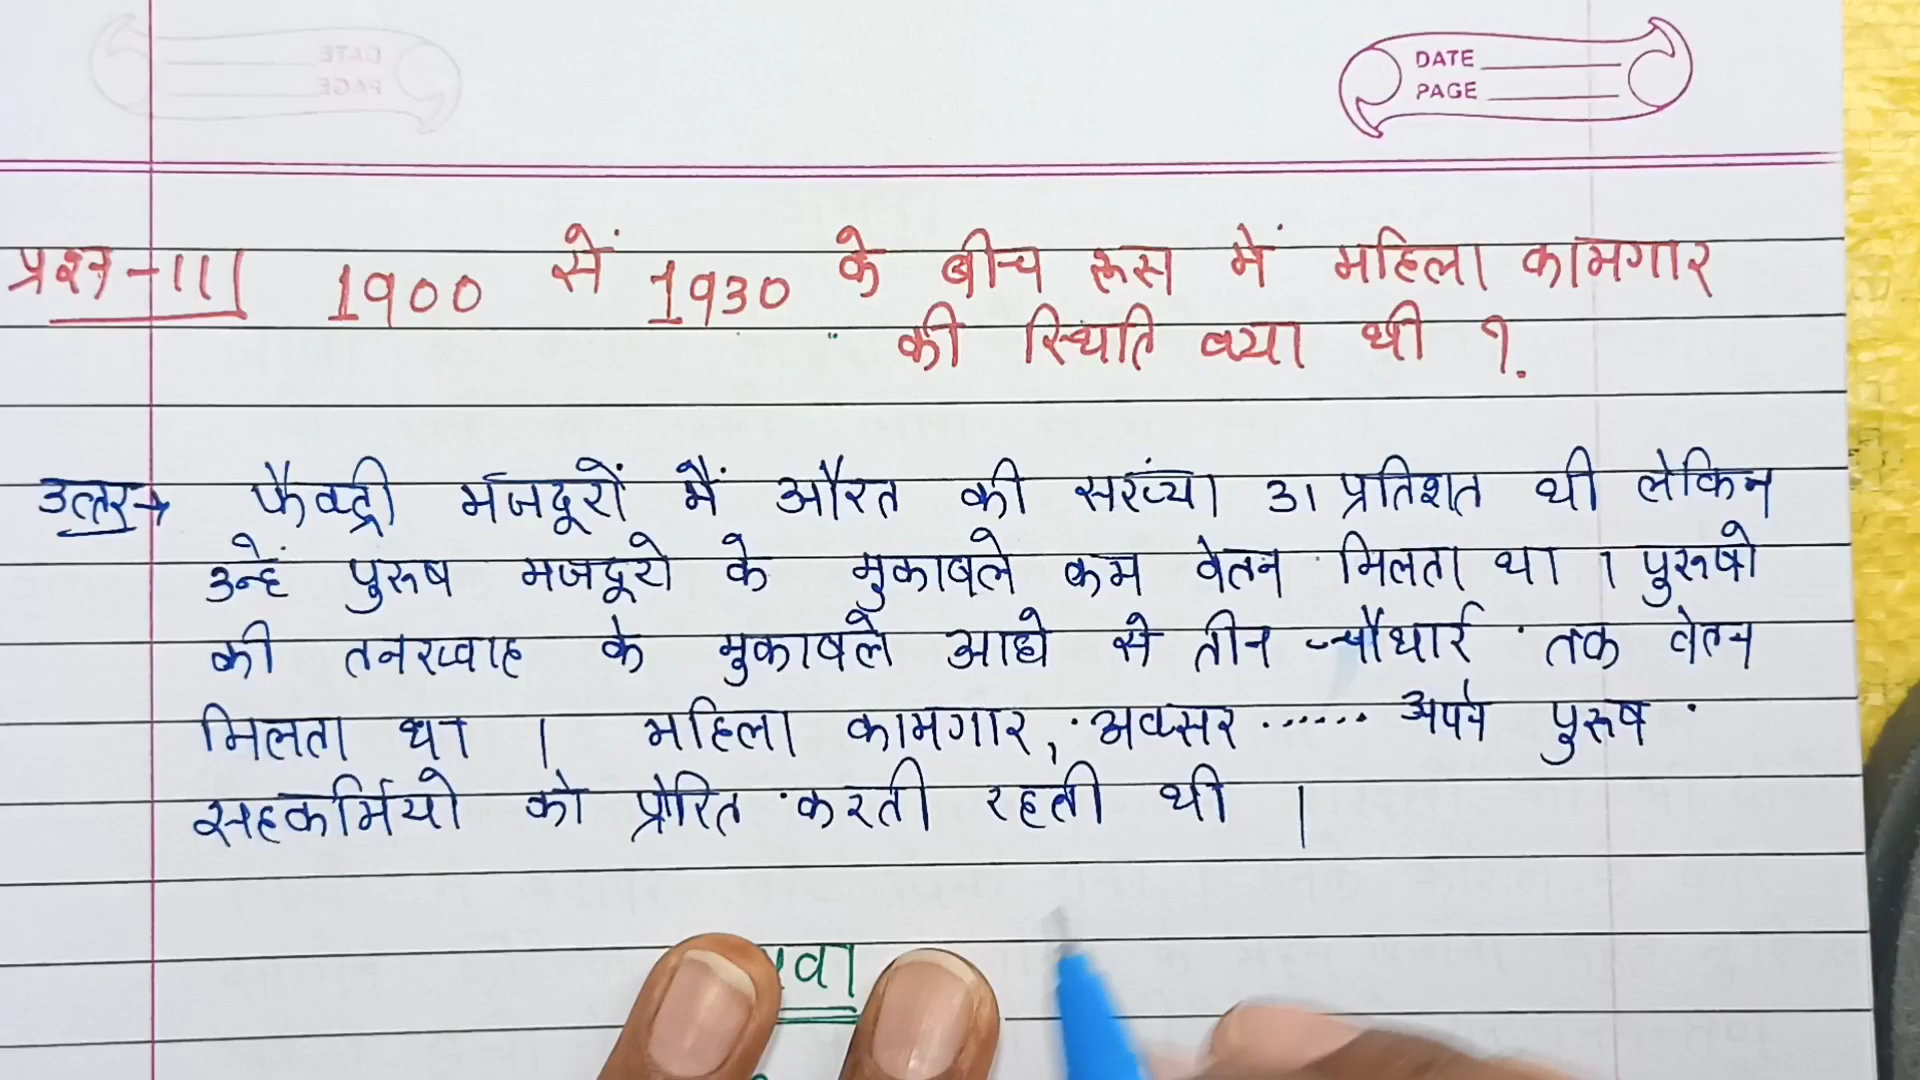 DATE
PAGE
प्रश्न-11। 1900 सें 1930 के बीच रूस में महिला कामगार
की स्थिति क्या थी ?
उत्तर→ फैक्ट्री मजदूरों में औरत की सख्ंया 31 प्रतिशत थी लेकिन
उन्हें पुरुष मजदूरो के मुकाबले कम वेतन मिलता था । पुरुषो
की तनख्वाह के मुकाबले आधे से तीन चौथाई तक वेतन
मिलता था । महिला कामगार, अक्सर ...... अपने पुरुष
सहकर्मियो को प्रेरित करती रहती थी ।